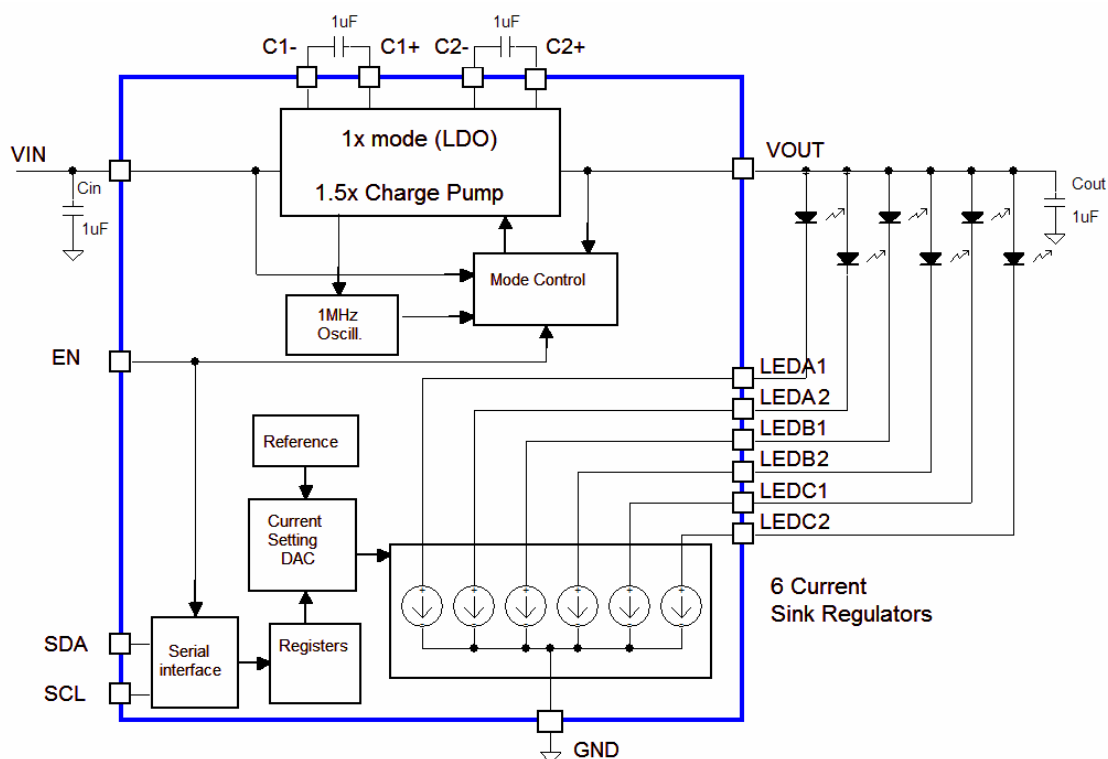 1uF
1uF
C1-
C1+
C2-
C2+
1x mode (LDO)
1.5x Charge Pump
VIN
VOUT
Cin
1uF
Cout
1uF
Mode Control
1MHz
Oscill.
EN
LEDA1
LEDA2
LEDB1
LEDB2
LEDC1
LEDC2
Reference
Current
Setting
DAC
+
+
+
+
+
+
6 Current
Sink Regulators
SDA
SCL
Serial
interface
Registers
GND